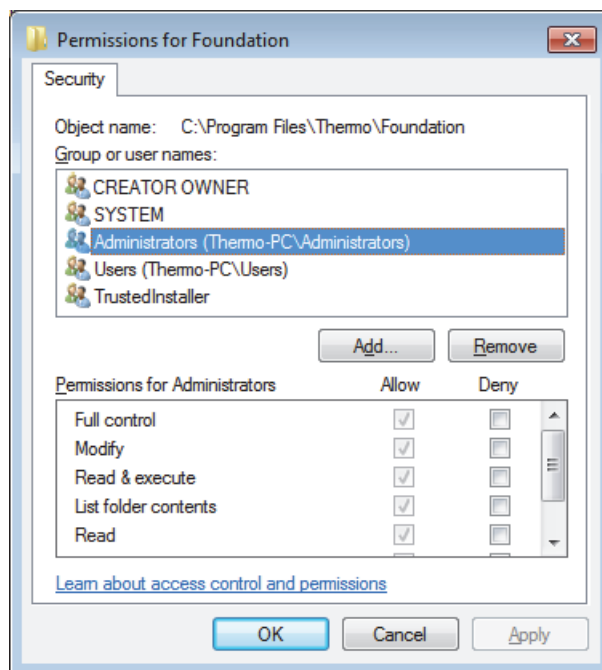 Permissions for Foundation
Security
Object name: C:\Program Files\Thermo\Foundation
Group or user names:
CREATOR OWNER
SYSTEM
Administrators (Thermo-PC\Administrators)
Users (Thermo-PC\Users)
TrustedInstaller
Add... Remove
Permissions for Administrators Allow Deny
Full control
Modify
Read & execute
List folder contents
Read
Learn about access control and permissions
OK Cancel Apply